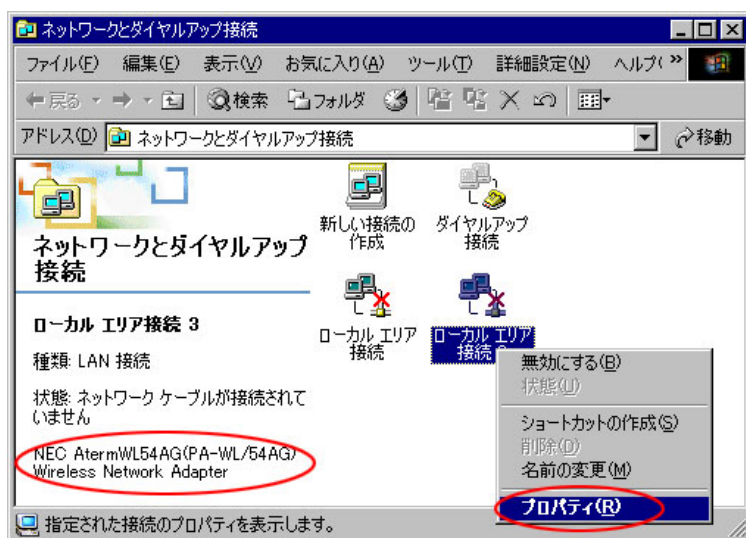 ネットワークとダイヤルアップ接続
ファイル(F) 編集(E) 表示(V) お気に入り(A) ツール(T) 詳細設定(N) ヘルプ( »
戻る 検索 フォルダ
アドレス(D) ネットワークとダイヤルアップ接続 移動
ネットワークとダイヤルアップ
接続
ローカル エリア接続 3
種類: LAN 接続
状態: ネットワーク ケーブルが接続されて
いません
NEC AtermWL54AG(PA-WL/54AG)
Wireless Network Adapter
新しい接続の
作成
ダイヤルアップ
接続
ローカル エリア
接続
ローカル エリア
接続
無効にする(B)
状態(U)
ショートカットの作成(S)
削除(D)
名前の変更(M)
プロパティ(R)
指定された接続のプロパティを表示します。